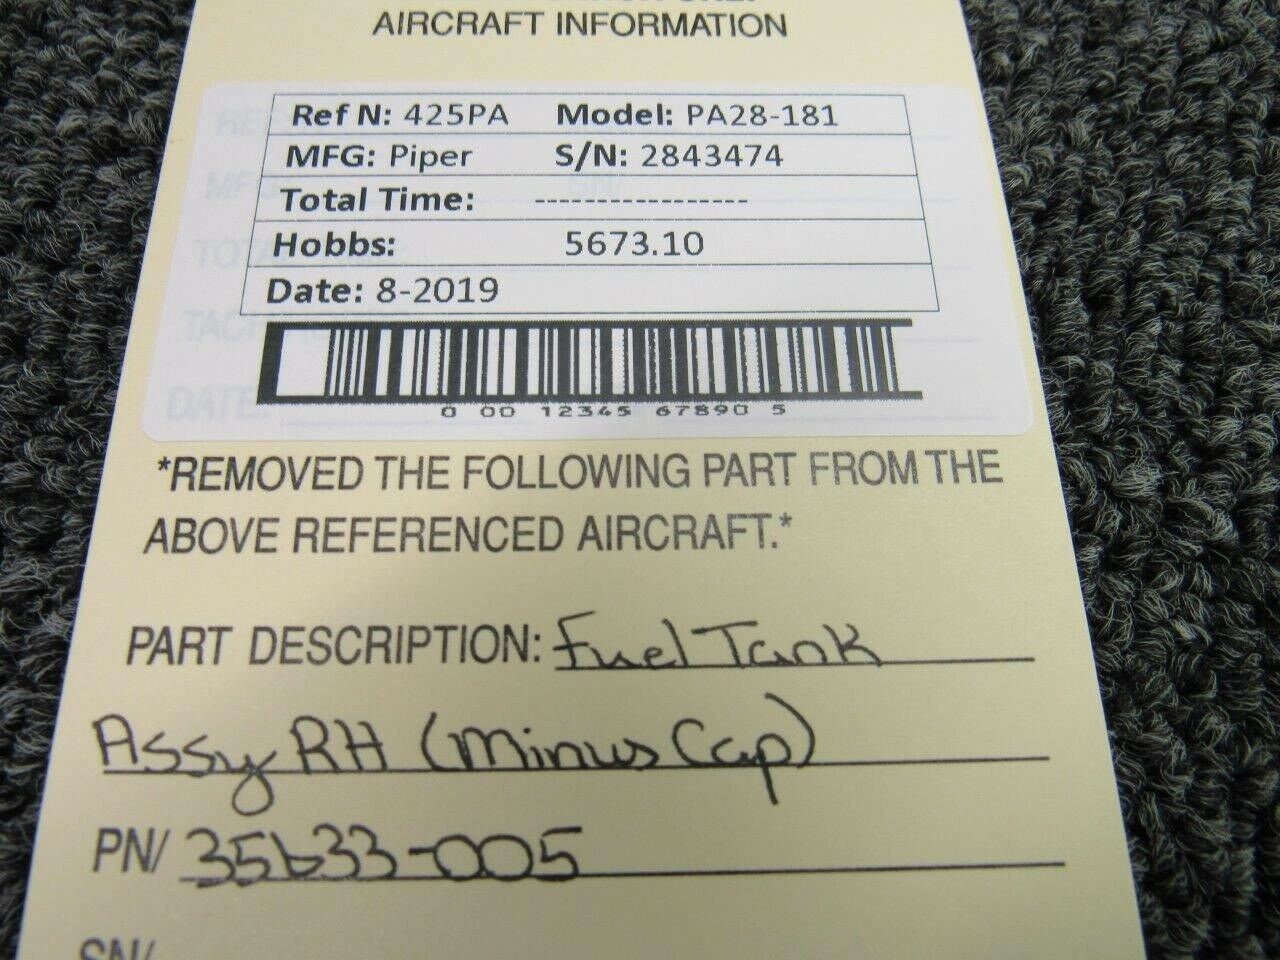 AIRCRAFT INFORMATION
Ref N: 425PA Model: PA28-181
MFG: Piper S/N: 2843474
Total Time: -----------------
Hobbs: 5673.10
Date: 8-2019
0 00 12345 67890 5
*REMOVED THE FOLLOWING PART FROM THE
ABOVE REFERENCED AIRCRAFT.*
PART DESCRIPTION: Fuel Tank
Assy RH (Minus Cap)
PN/ 35633-005
SN/